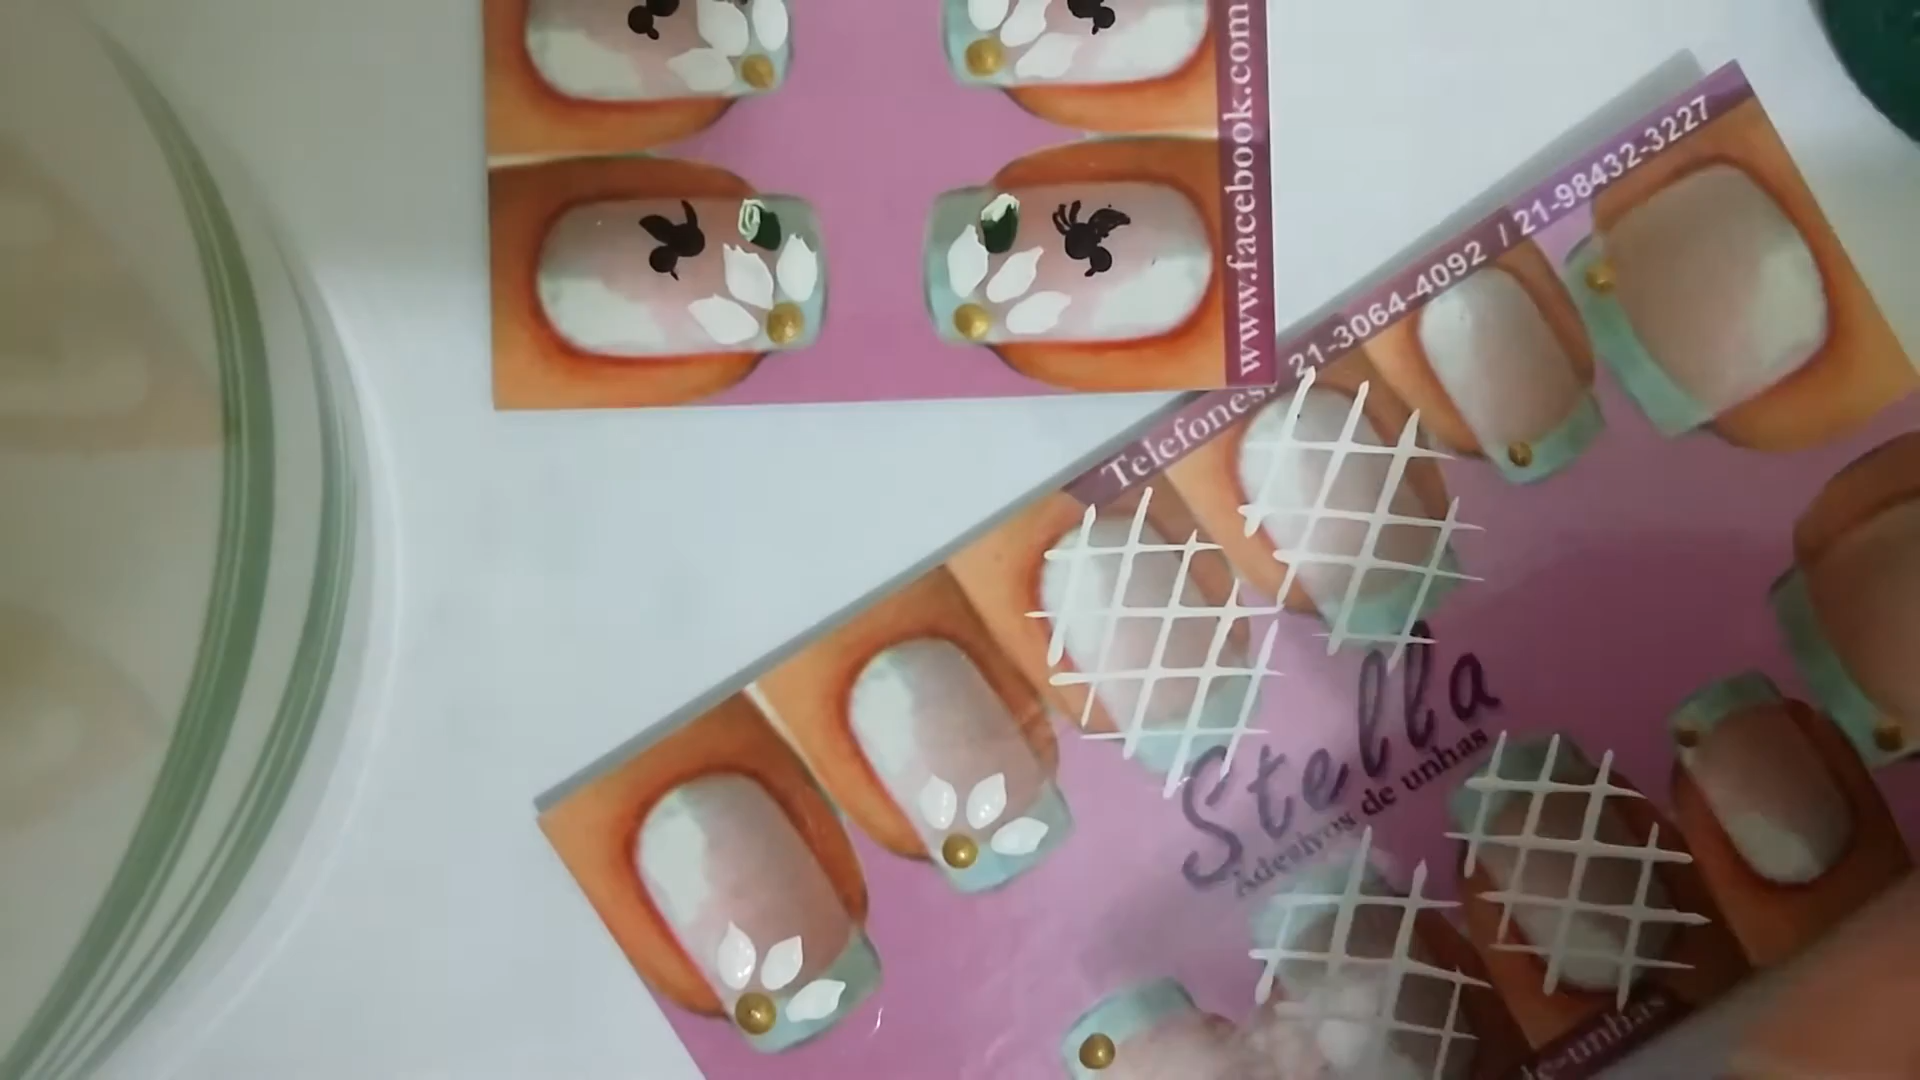 www.facebook.com
Telefones: 21-3064-4092 / 21-98432-3227
Stella
Adesivos de unhas